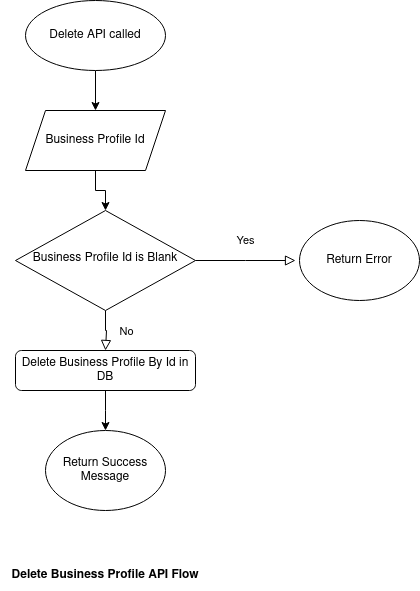 Delete API called
Business Profile Id
Business Profile Id is Blank
Yes
Return Error
No
Delete Business Profile By Id in
DB
Return Success
Message
Delete Business Profile API Flow